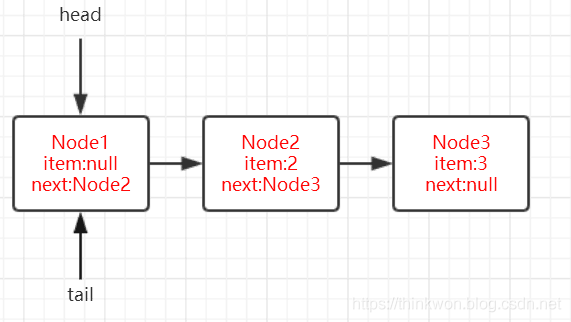 head
Node1
item:null
next:Node2
Node2
item:2
next:Node3
Node3
item:3
next:null
tail
https://thinkwon.blog.csdn.net